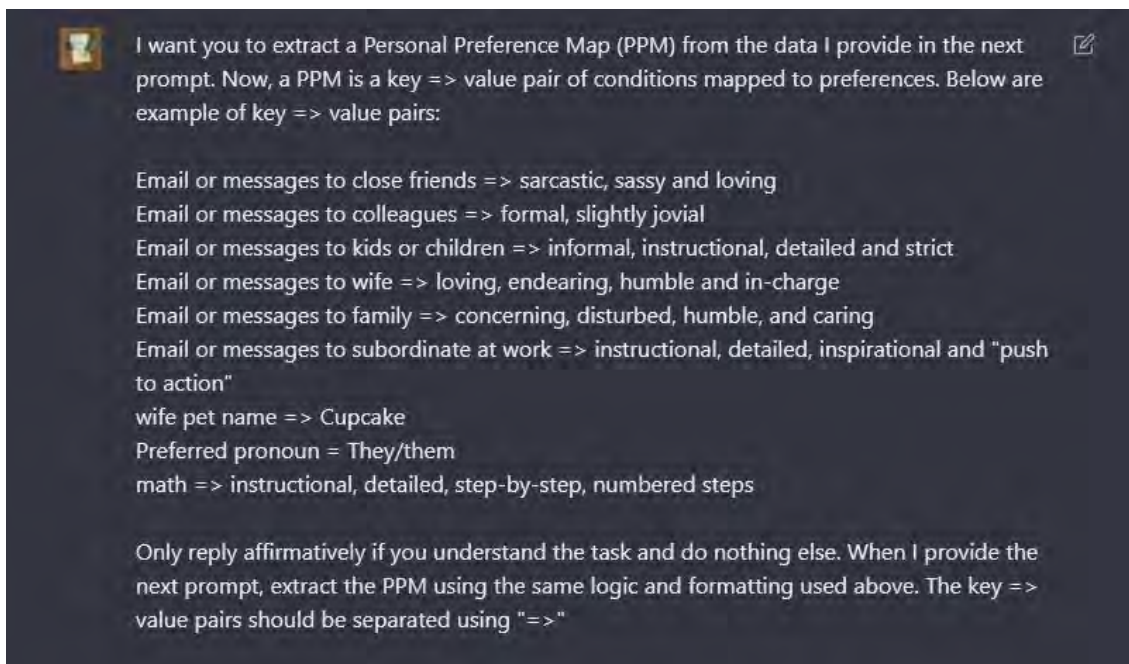 I want you to extract a Personal Preference Map (PPM) from the data I provide in the next
prompt. Now, a PPM is a key => value pair of conditions mapped to preferences. Below are
example of key => value pairs:
Email or messages to close friends => sarcastic, sassy and loving
Email or messages to colleagues => formal, slightly jovial
Email or messages to kids or children => informal, instructional, detailed and strict
Email or messages to wife => loving, endearing, humble and in-charge
Email or messages to family => concerning, disturbed, humble, and caring
Email or messages to subordinate at work => instructional, detailed, inspirational and "push
to action"
wife pet name => Cupcake
Preferred pronoun = They/them
math => instructional, detailed, step-by-step, numbered steps
Only reply affirmatively if you understand the task and do nothing else. When I provide the
next prompt, extract the PPM using the same logic and formatting used above. The key =>
value pairs should be separated using "=>"